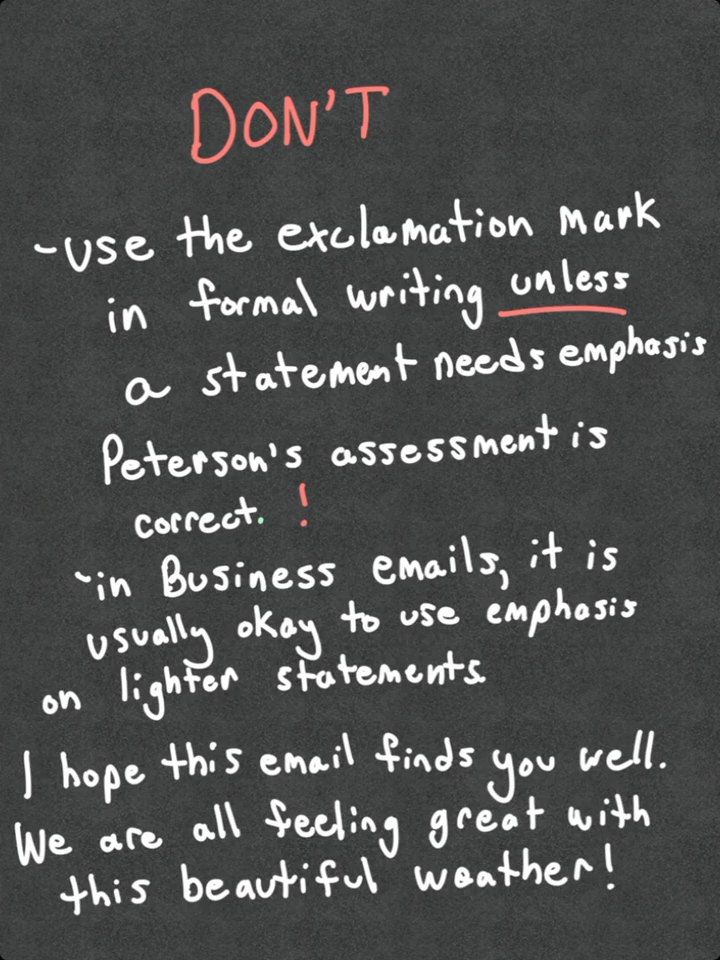 DON'T
-use the exclamation mark
in formal writing unless
a statement needs emphasis
Peterson's assessment is
correct. !
-in Business emails, it is
usually okay to use emphasis
on lighter statements.
I hope this email finds you well.
We are all feeling great with
this beautiful weather!